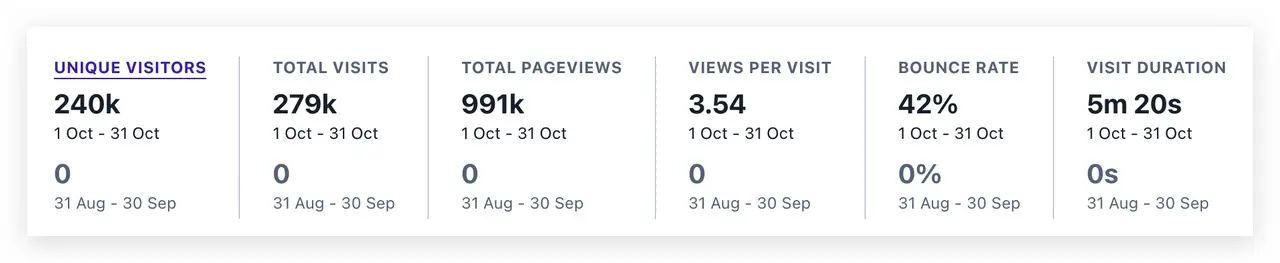 UNIQUE VISITORS
240k
1 Oct - 31 Oct
0
31 Aug - 30 Sep
TOTAL VISITS
279k
1 Oct - 31 Oct
0
31 Aug - 30 Sep
TOTAL PAGEVIEWS
991k
1 Oct - 31 Oct
0
31 Aug - 30 Sep
VIEWS PER VISIT
3.54
1 Oct - 31 Oct
0
31 Aug - 30 Sep
BOUNCE RATE
42%
1 Oct - 31 Oct
0%
31 Aug - 30 Sep
VISIT DURATION
5m 20s
1 Oct - 31 Oct
0s
31 Aug - 30 Sep